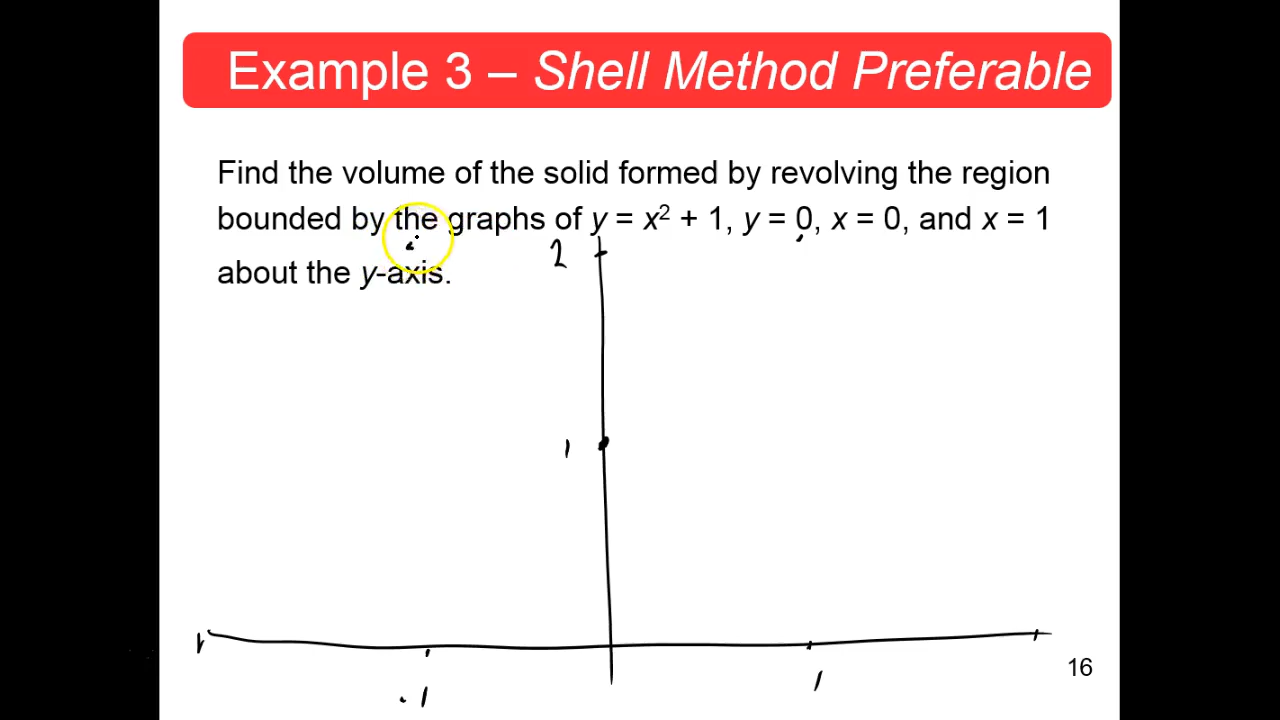 Example 3 – Shell Method Preferable
Find the volume of the solid formed by revolving the region
bounded by the graphs of y = x² + 1, y = 0, x = 0, and x = 1
about the y-axis.
2
1
-1
1
16